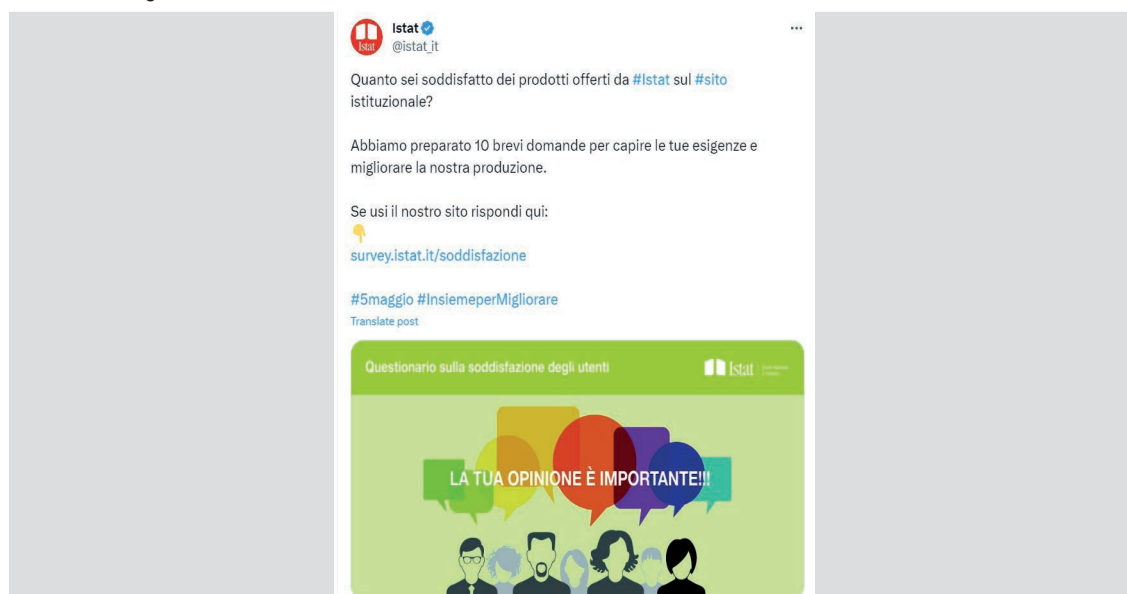 Istat
@istat_it
Quanto sei soddisfatto dei prodotti offerti da #Istat sul #sito
istituzionale?
Abbiamo preparato 10 brevi domande per capire le tue esigenze e
migliorare la nostra produzione.
Se usi il nostro sito rispondi qui:
survey.istat.it/soddisfazione
#5maggio #InsiemeperMigliorare
Translate post
Questionario sulla soddisfazione degli utenti
Istat
LA TUA OPINIONE È IMPORTANTE!!!